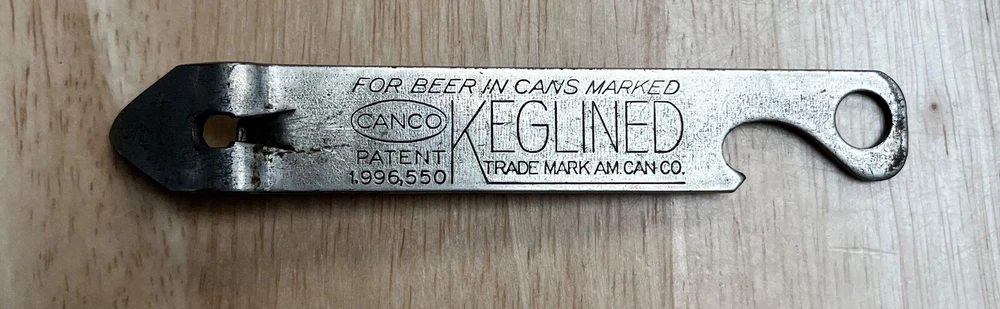 FOR BEER IN CANS MARKED
CANCO
PATENT
1,996,550
KEGLINED
TRADE MARK AM. CAN CO.